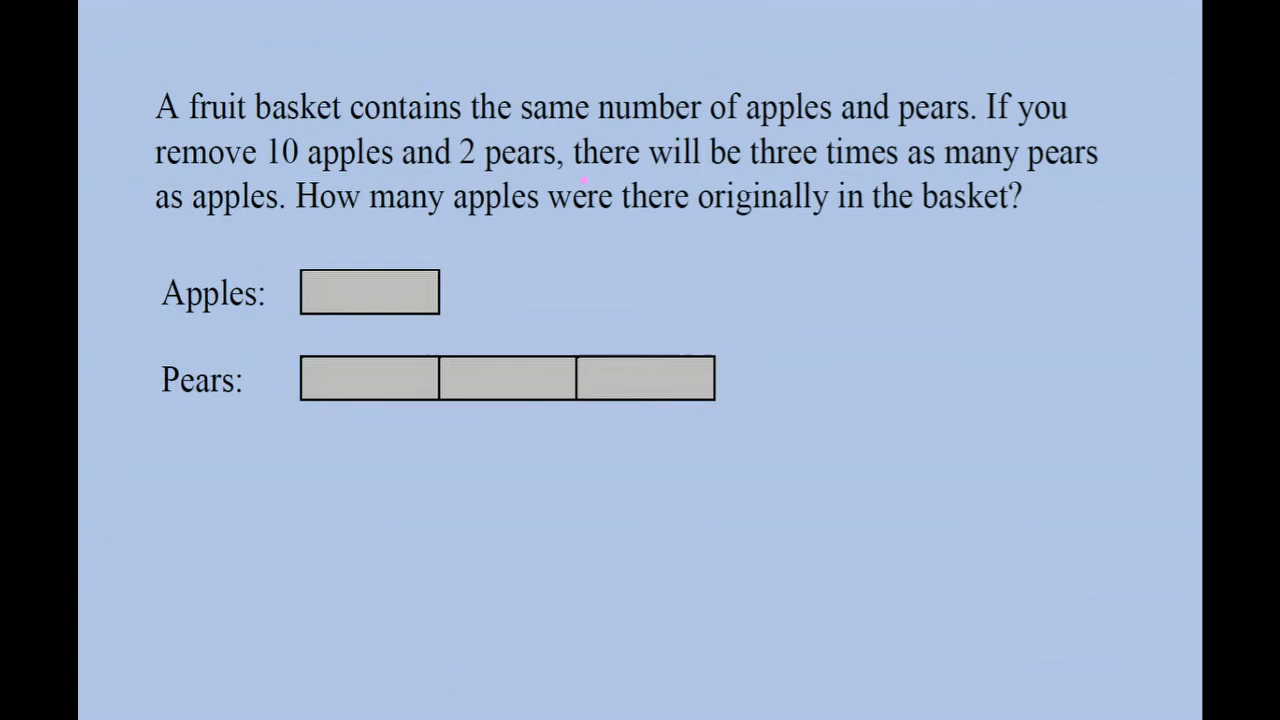 A fruit basket contains the same number of apples and pears. If you
remove 10 apples and 2 pears, there will be three times as many pears
as apples. How many apples were there originally in the basket?
Apples:
Pears: